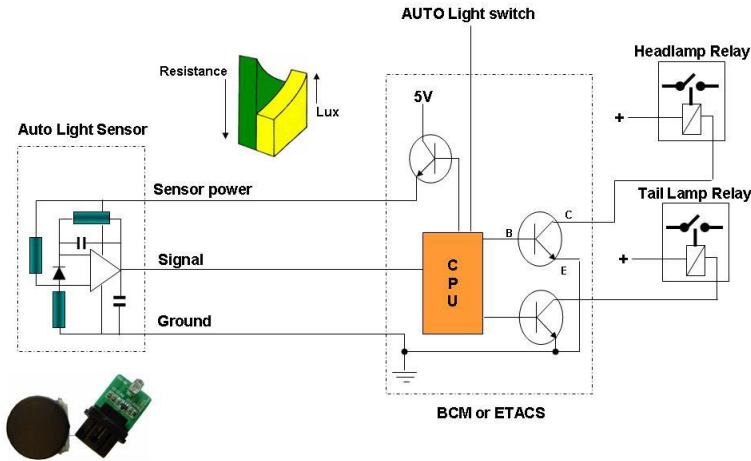 AUTO Light switch
Headlamp Relay
Resistance
Lux
5V
+
Auto Light Sensor
Sensor power
Tail Lamp Relay
B
C
E
+
Signal
CPU
Ground
BCM or ETACS